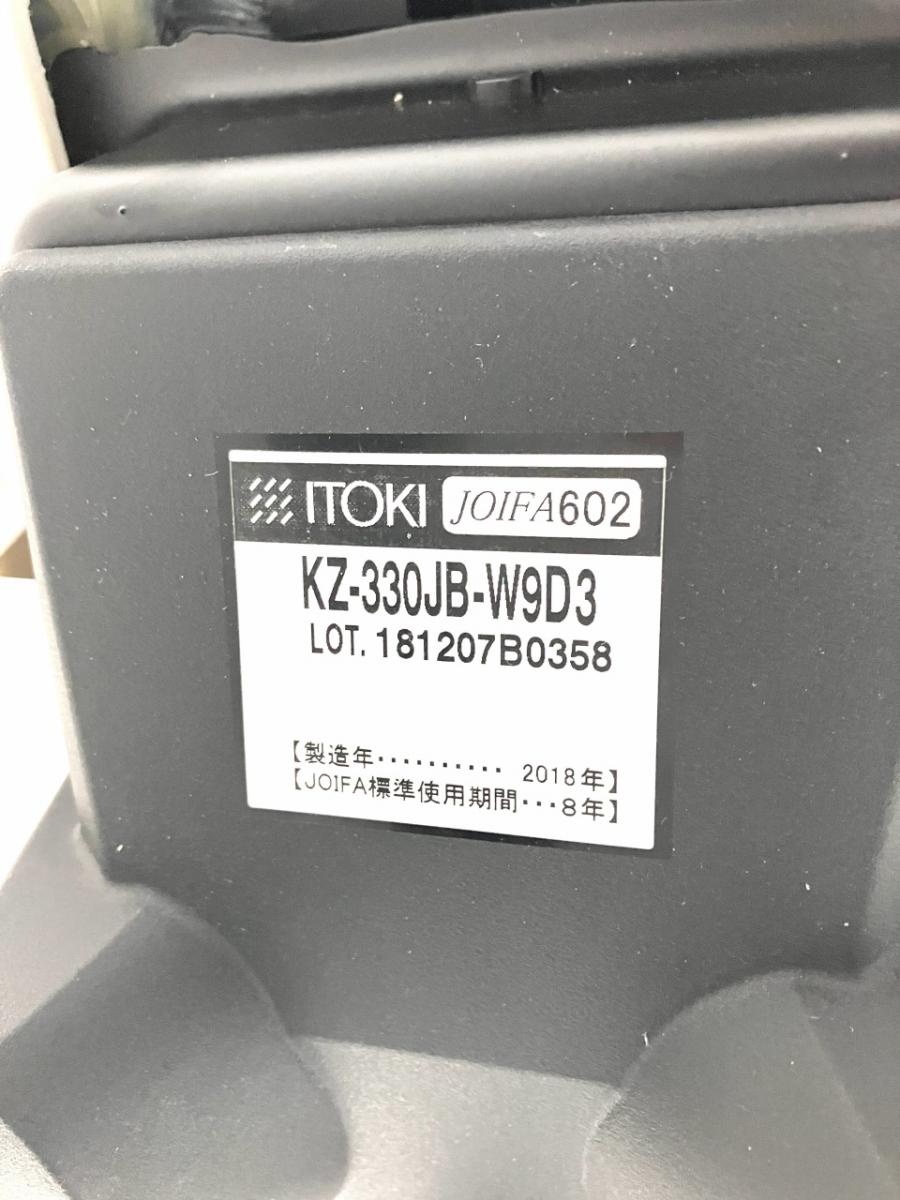 ITOKI JOIFA602
KZ-330JB-W9D3
LOT. 181207B0358
【製造年・・・・・・・・・・ 2018年】
【JOIFA標準使用期間・・・8年】